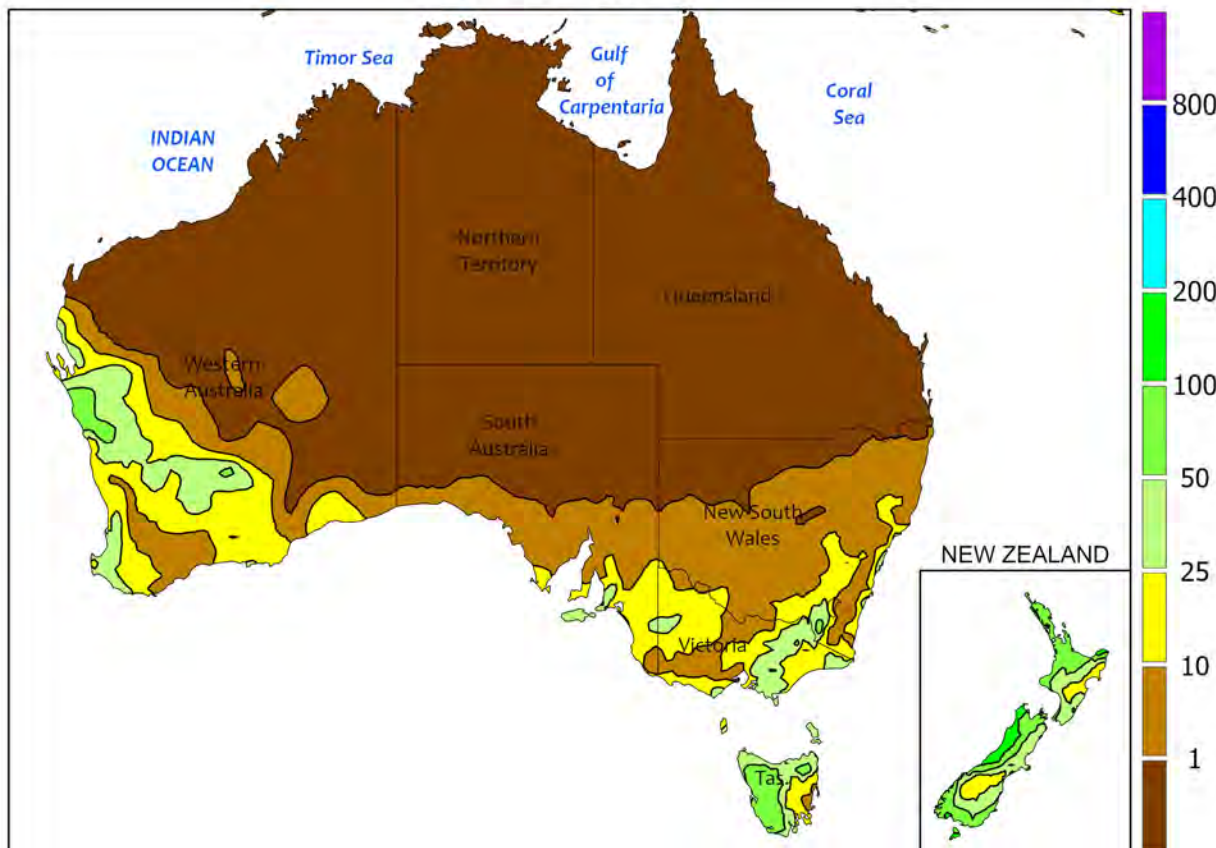 Timor Sea
Gulf
of
Carpentaria
Coral
Sea
INDIAN
OCEAN
Northern
Territory
Queensland
Western
Australia
South
Australia
New South
Wales
Victoria
Tas.
NEW ZEALAND
800
400
200
100
50
25
10
1